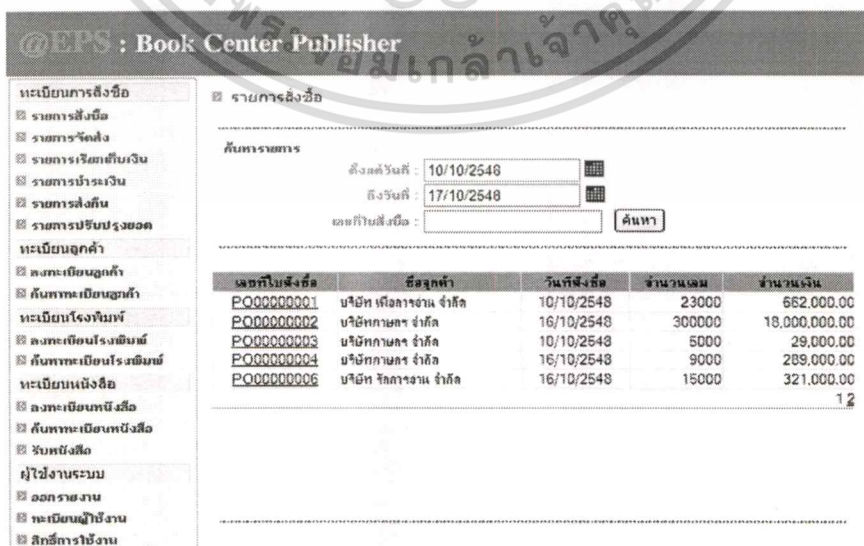 พระจอมเกล้าเจ้าคุณ
@EPS : Book Center Publisher
ทะเบียนการสั่งซื้อ
รายการสั่งซื้อ
รายการจัดส่ง
รายการเรียกเก็บเงิน
รายการชำระเงิน
รายการส่งคืน
รายการปรับปรุงยอด
ทะเบียนลูกค้า
ลงทะเบียนลูกค้า
ค้นหาทะเบียนลูกค้า
ทะเบียนโรงพิมพ์
ลงทะเบียนโรงพิมพ์
ค้นหาทะเบียนโรงพิมพ์
ทะเบียนหนังสือ
ลงทะเบียนหนังสือ
ค้นหาทะเบียนหนังสือ
รับหนังสือ
ผู้ใช้งานระบบ
ออกรายงาน
ทะเบียนผู้ใช้งาน
สิทธิ์การใช้งาน
รายการสั่งซื้อ
ค้นหารายการ
ตั้งแต่วันที่ : 10/10/2548
ถึงวันที่ : 17/10/2548
เลขที่ใบสั่งซื้อ : ค้นหา
เลขที่ใบสั่งซื้อ ชื่อลูกค้า วันที่สั่งซื้อ จำนวนเล่ม จำนวนเงิน
PO00000001 บริษัท เพื่อการอ่าน จำกัด 10/10/2548 23000 662,000.00
PO00000002 บริษัทภาษคร จำกัด 16/10/2548 300000 18,000,000.00
PO00000003 บริษัทภาษคร จำกัด 10/10/2548 5000 29,000.00
PO00000004 บริษัทภาษคร จำกัด 16/10/2548 9000 289,000.00
PO00000006 บริษัท รักการอ่าน จำกัด 16/10/2548 15000 321,000.00
1 2